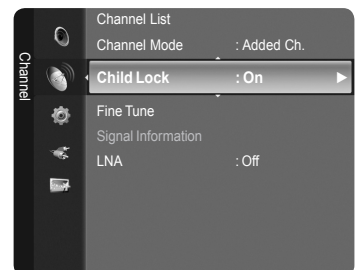 Channel
Channel List
Channel Mode : Added Ch.
Child Lock : On
Fine Tune
Signal Information
LNA : Off